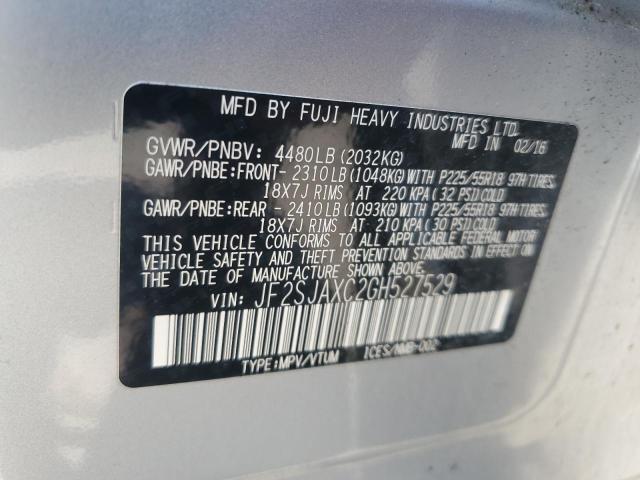 MFD BY FUJI HEAVY INDUSTRIES LTD.
MFD IN 02/16
GVWR/PNBV: 4480LB(2032KG)
GAWR/PNBE:FRONT- 2310LB(1048KG)WITH P225/55R18 97H TIRES,
18X7J RIMS AT 220 KPA(32 PSI)COLD
GAWR/PNBE:REAR - 2410LB(1093KG)WITH P225/55R18 97H TIRES,
18X7J RIMS AT 210 KPA(30 PSI)COLD
THIS VEHICLE CONFORMS TO ALL APPLICABLE FEDERAL MOTOR
VEHICLE SAFETY, BUMPER, AND THEFT PREVENTION STANDARDS IN EFFECT ON
THE DATE OF MANUFACTURE SHOWN ABOVE.
VIN: JF2SJAXC2GH527529
TYPE:MPV/VTUM ICES/NMB-002